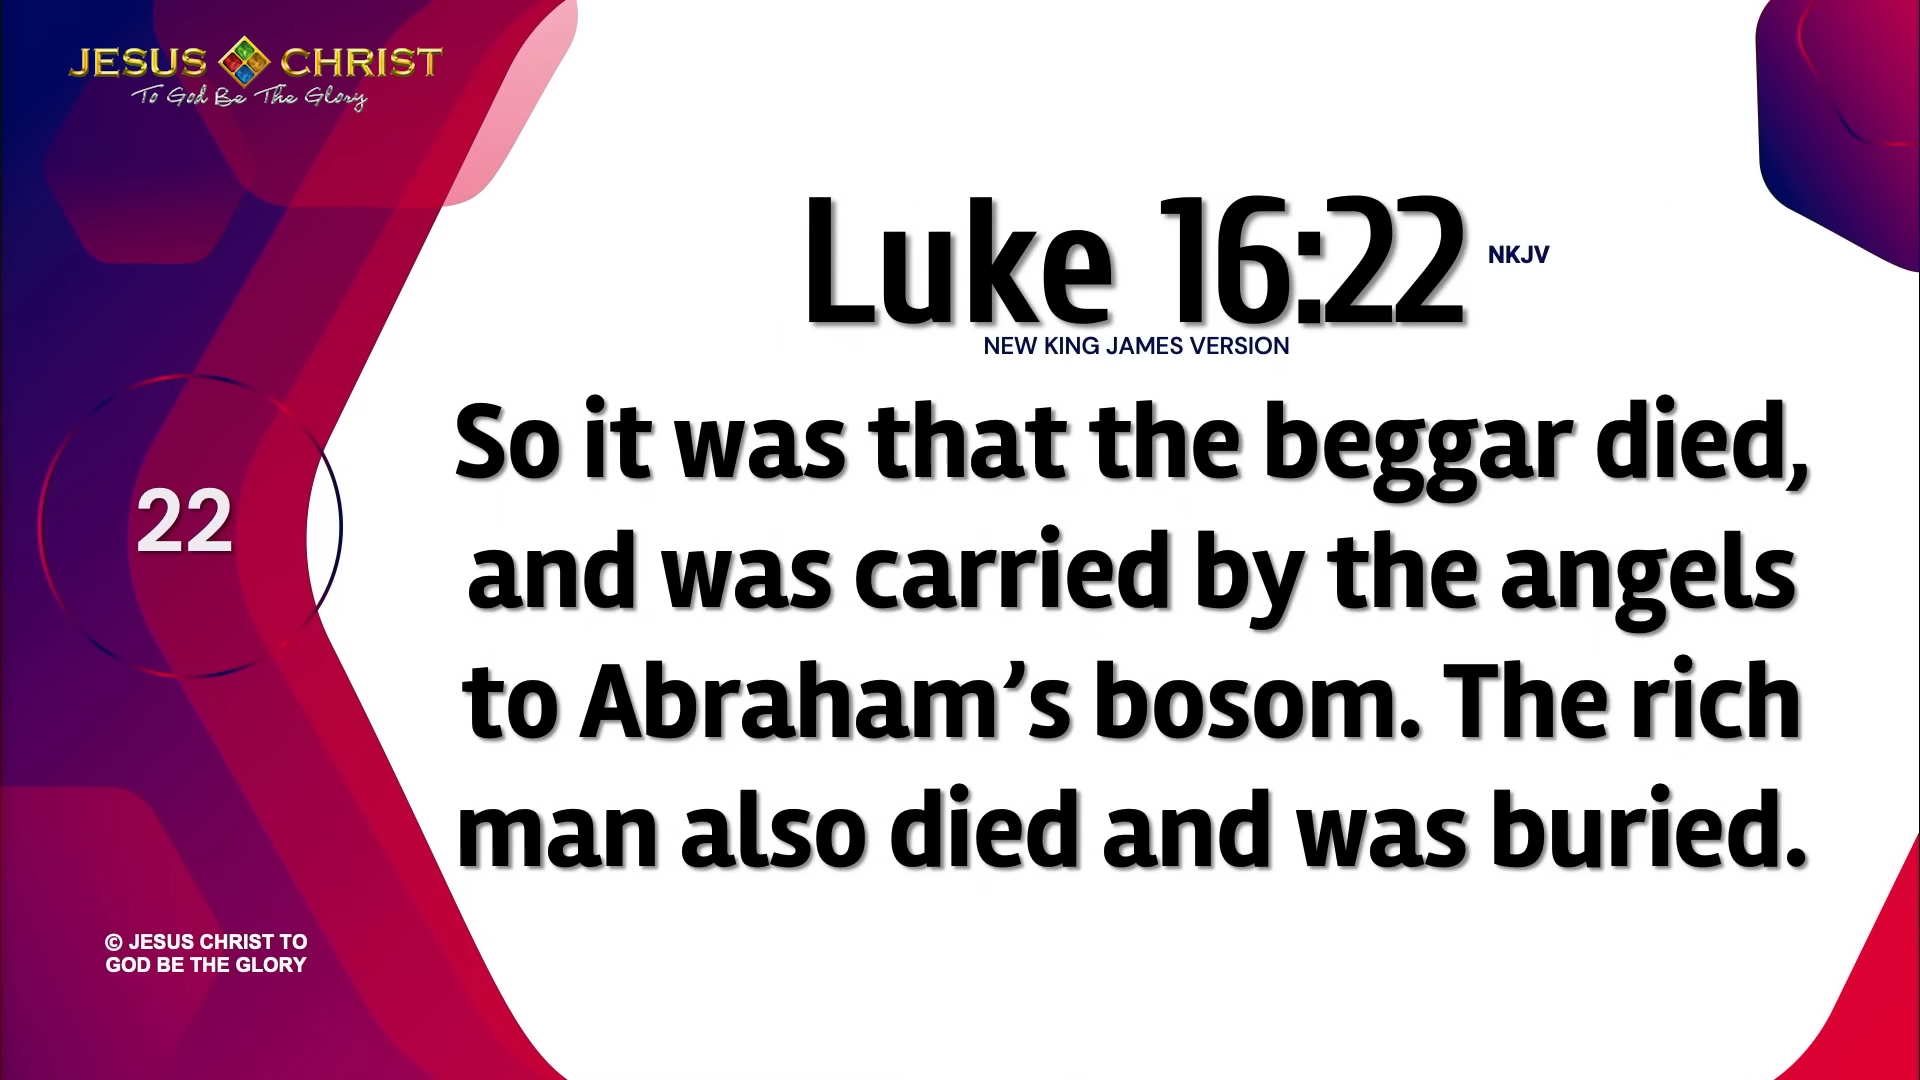 JESUS CHRIST
To God Be The Glory
Luke 16:22 NKJV
NEW KING JAMES VERSION
So it was that the beggar died,
and was carried by the angels
to Abraham’s bosom. The rich
man also died and was buried.
22
© JESUS CHRIST TO
GOD BE THE GLORY